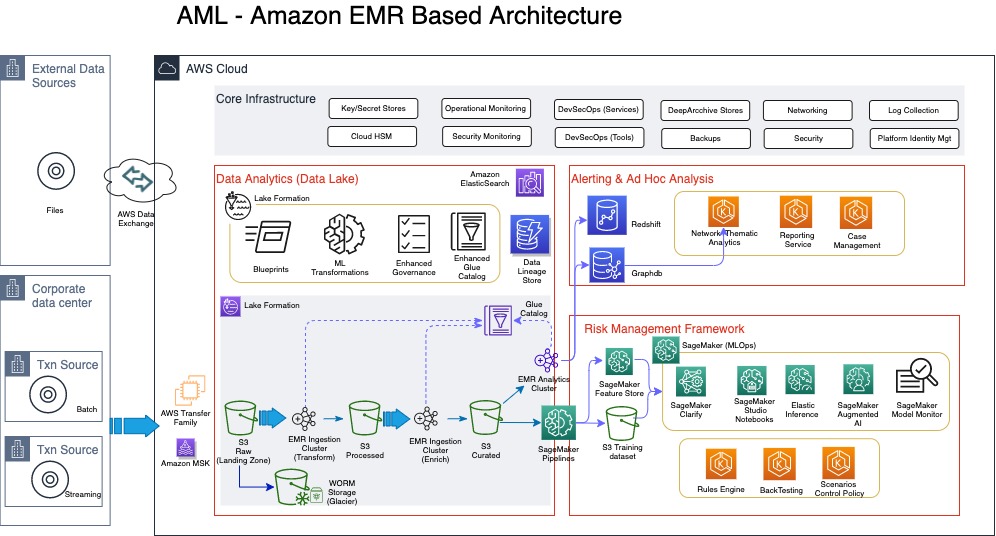 AML - Amazon EMR Based Architecture
External Data
Sources
Files
AWS Data
Exchange
AWS Cloud
Core Infrastructure
Key/Secret Stores
Operational Monitoring
DevSecOps (Services)
DeepArcchive Stores
Networking
Log Collection
Cloud HSM
Security Monitoring
DevSecOps (Tools)
Backups
Security
Platform Identity Mgt
Data Analytics (Data Lake)
Amazon
ElasticSearch
Lake Formation
Blueprints
ML
Transformations
Enhanced
Governance
Enhanced
Glue
Catalog
Data
Lineage
Store
Alerting & Ad Hoc Analysis
Redshift
Graphdb
Network/Thematic
Analytics
Reporting
Service
Case
Management
Corporate
data center
Txn Source
Batch
Txn Source
Streaming
AWS Transfer
Family
Amazon MSK
Lake Formation
Glue
Catalog
EMR Analytics
Cluster
S3
Raw
(Landing Zone)
EMR Ingestion
Cluster
(Transform)
S3
Processed
EMR Ingestion
Cluster
(Enrich)
S3
Curated
SageMaker
Pipelines
WORM
Storage
(Glacier)
Risk Management Framework
SageMaker (MLOps)
SageMaker
Feature Store
S3 Training
dataset
SageMaker
Clarify
SageMaker
Studio
Notebooks
Elastic
Inference
SageMaker
Augmented
AI
SageMaker
Model Monitor
Rules Engine
BackTesting
Scenarios
Control Policy